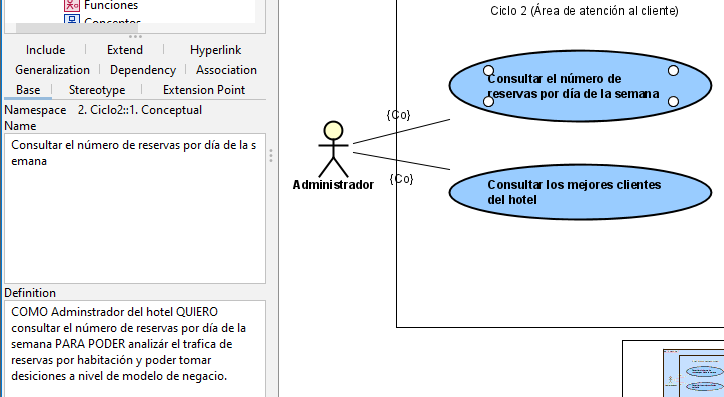 Funciones
Conceptos
Include Extend Hyperlink
Generalization Dependency Association
Base Stereotype Extension Point
Namespace 2. Ciclo2::1. Conceptual
Name
Consultar el número de reservas por día de la s
emana
Definition
COMO Adminstrador del hotel QUIERO
consultar el número de reservas por día de la
semana PARA PODER analizár el trafica de
reservas por habitación y poder tomar
desiciones a nivel de modelo de negacio.
Ciclo 2 (Área de atención al cliente)
Consultar el número de
reservas por día de la semana
{Co}
Administrador
{Co}
Consultar los mejores clientes
del hotel